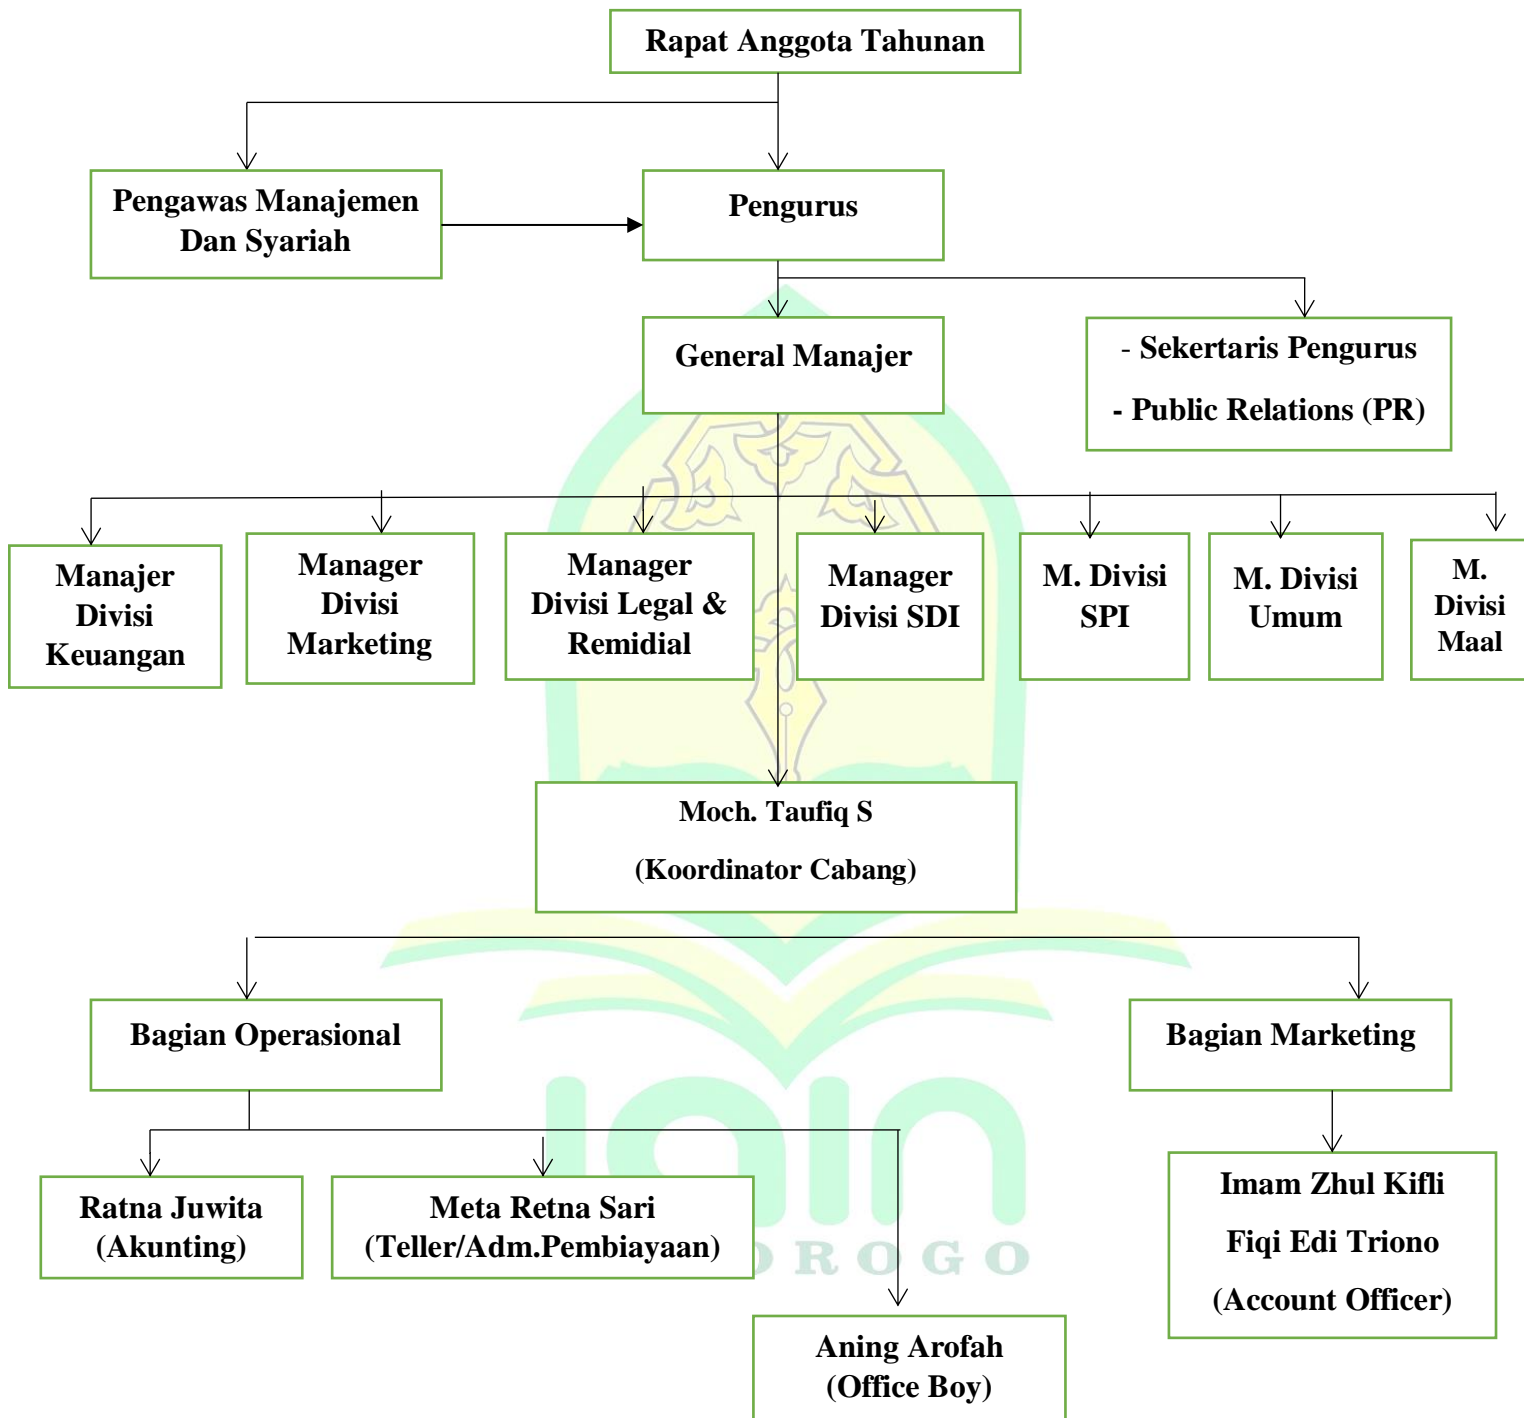 Rapat Anggota Tahunan
Pengawas Manajemen
Dan Syariah
Pengurus
General Manajer
- Sekertaris Pengurus
- Public Relations (PR)
Manajer
Divisi
Keuangan
Manager
Divisi
Marketing
Manager
Divisi Legal &
Remidial
Manager
Divisi SDI
M. Divisi
SPI
M. Divisi
Umum
M.
Divisi
Maal
Moch. Taufiq S
(Koordinator Cabang)
Bagian Operasional
Bagian Marketing
Ratna Juwita
(Akunting)
Meta Retna Sari
(Teller/Adm.Pembiayaan)
Imam Zhul Kifli
Fiqi Edi Triono
(Account Officer)
Aning Arofah
(Office Boy)
iain
OROGO